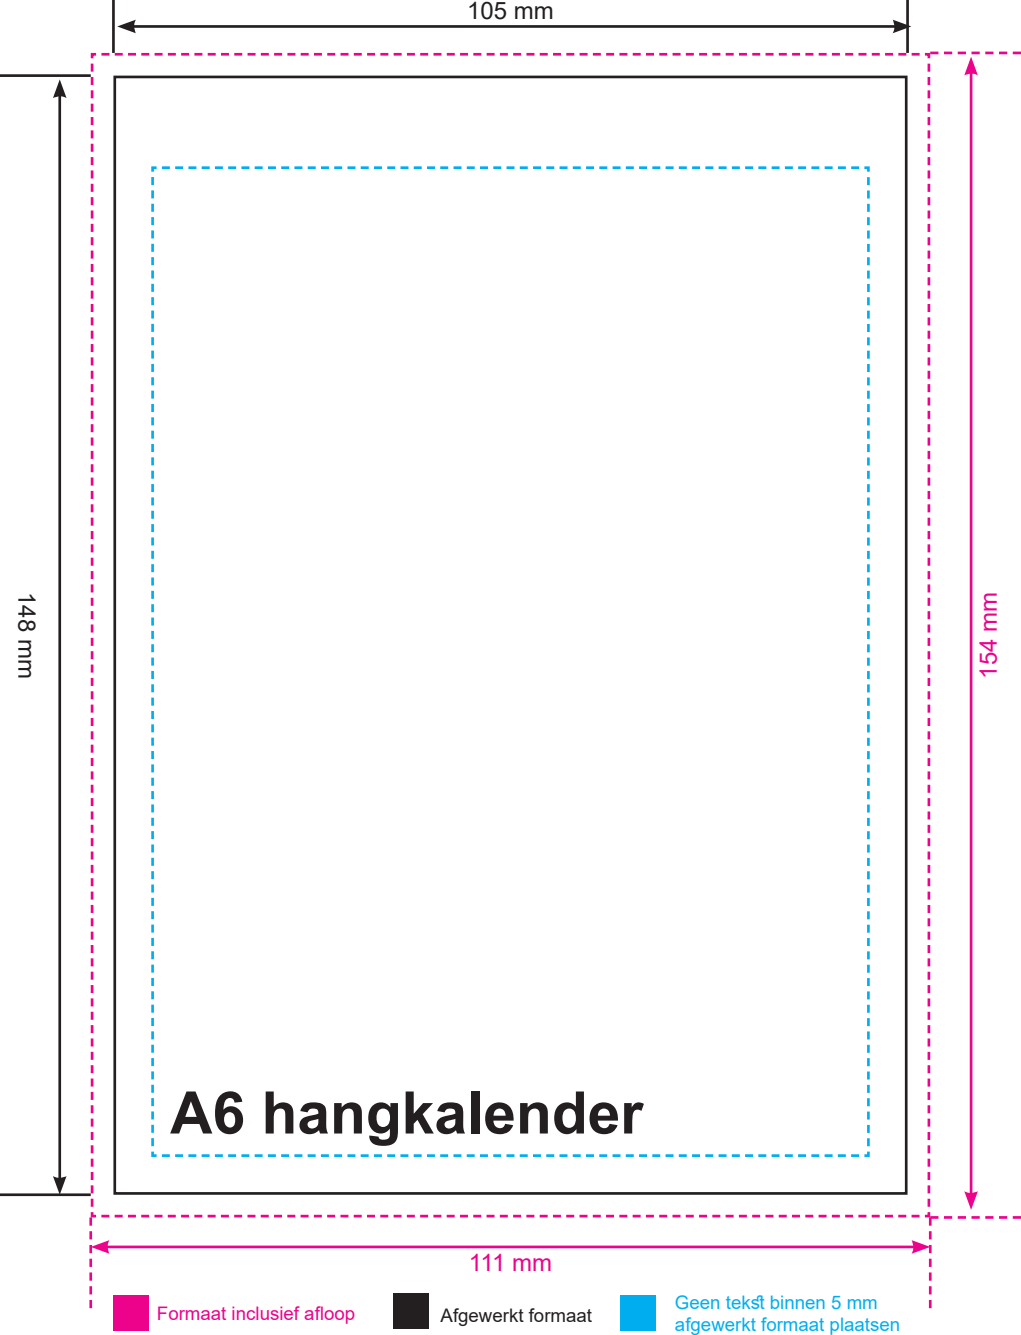 105 mm
148 mm
154 mm
A6 hangkalender
111 mm
Formaat inclusief afloop
Afgewerkt formaat
Geen tekst binnen 5 mm
afgewerkt formaat plaatsen